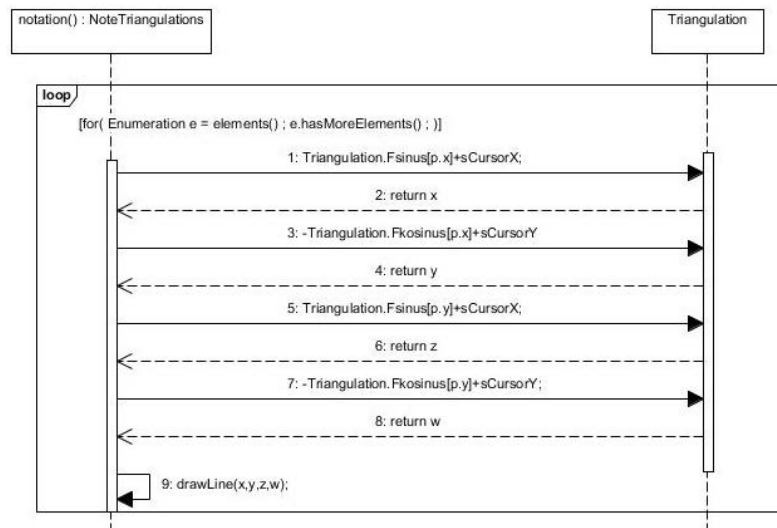 notation() : NoteTriangulations
Triangulation
loop
[for( Enumeration e = elements() ; e.hasMoreElements() ; )]
1: Triangulation.Fsinus[p.x]+sCursorX;
2: return x
3: -Triangulation.Fkosinus[p.x]+sCursorY
4: return y
5: Triangulation.Fsinus[p.y]+sCursorX;
6: return z
7: -Triangulation.Fkosinus[p.y]+sCursorY;
8: return w
9: drawLine(x,y,z,w);